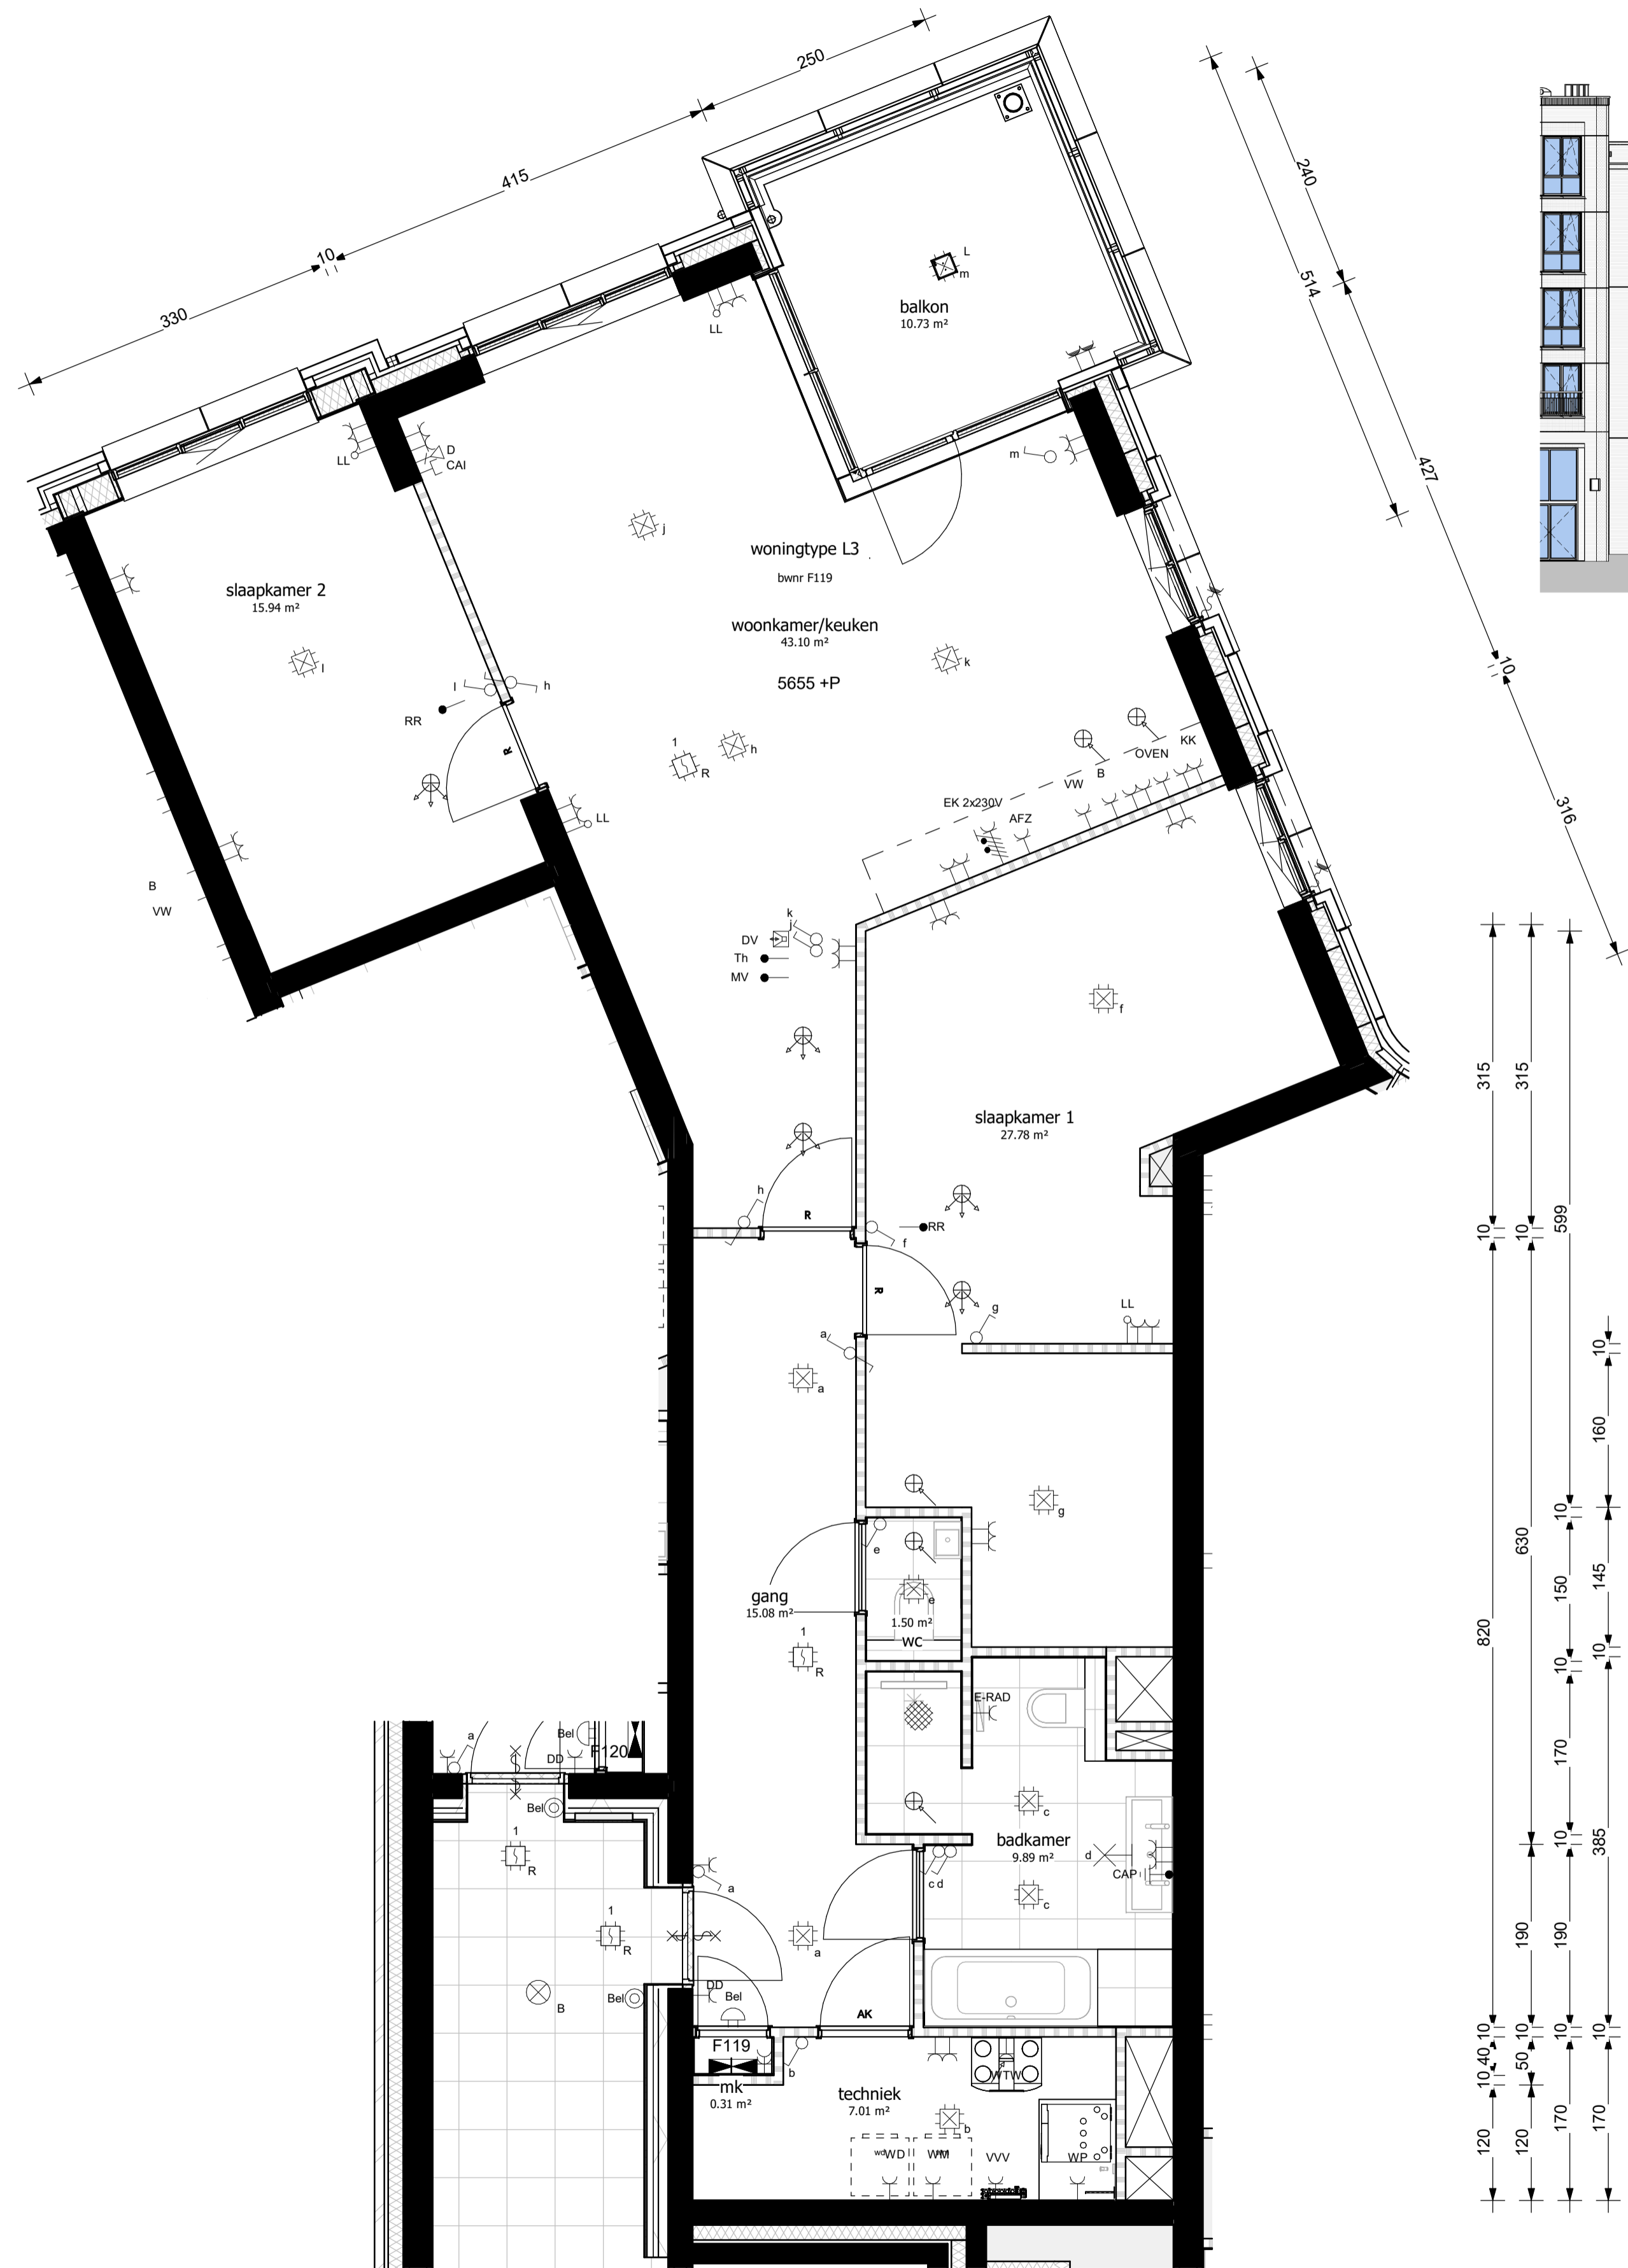 250
415
10
330
240
514
427
10
316
L
m
balkon
10.73 m²
LL
LL
D
CAI
m
j
woningtype L3
bwnr F119
slaapkamer 2
15.94 m²
woonkamer/keuken
43.10 m²
5655 +P
k
l
l
h
RR
R
1
R
h
KK
OVEN
B
VW
EK 2x230V
AFZ
LL
B
VW
k
j
DV
Th
MV
f
slaapkamer 1
27.78 m²
h
R
f
RR
R
g
LL
a
a
g
e
gang
15.08 m²
e
1.50 m²
WC
1
R
E-RAD
a
Bel
DD
F120
Bel
1
R
c
badkamer
9.89 m²
d
CAP
c d
c
a
1
R
a
B
Bel
DD
Bel
AK
F119
mk
0.31 m²
b
WTW
techniek
7.01 m²
b
wd
WD
WM
VVV
WP
315
315
599
10
10
10
160
820
630
10
150
145
10
10
170
10
385
190
190
10
10
10
10
40
10
50
120
120
170
170